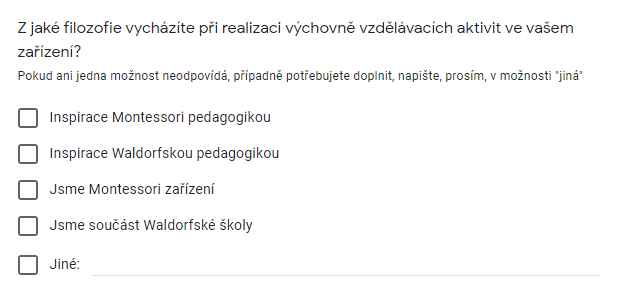 Z jaké filozofie vycházíte při realizaci výchovně vzdělávacích aktivit ve vašem
zařízení?
Pokud ani jedna možnost neodpovídá, případně potřebujete doplnit, napište, prosím, v možnosti "jiná"
Inspirace Montessori pedagogikou
Inspirace Waldorfskou pedagogikou
Jsme Montessori zařízení
Jsme součást Waldorfské školy
Jiné: